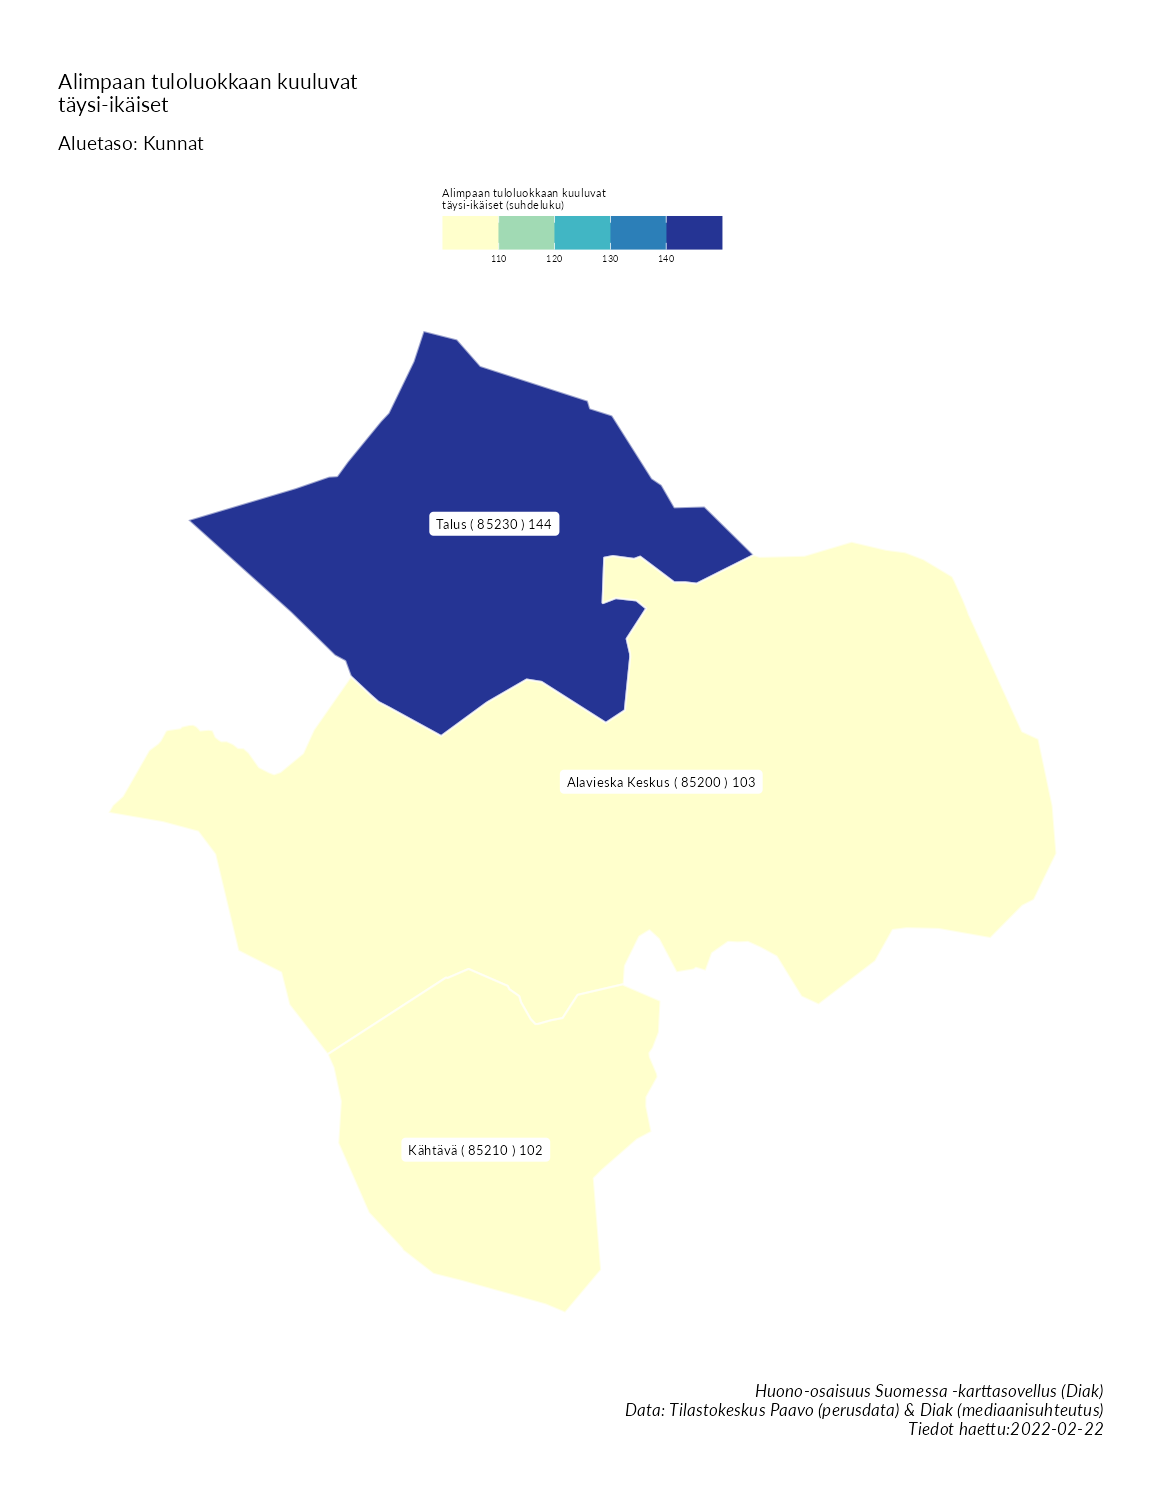 Alimpaan tuloluokkaan kuuluvat
täysi-ikäiset
Aluetaso: Kunnat
Alimpaan tuloluokkaan kuuluvat
täysi-ikäiset (suhdeluku)
110 120 130 140
Talus ( 85230 ) 144
Alavieska Keskus ( 85200 ) 103
Kähtävä ( 85210 ) 102
Huono-osaisuus Suomessa -karttasovellus (Diak)
Data: Tilastokeskus Paavo (perusdata) & Diak (mediaanisuhteutus)
Tiedot haettu:2022-02-22